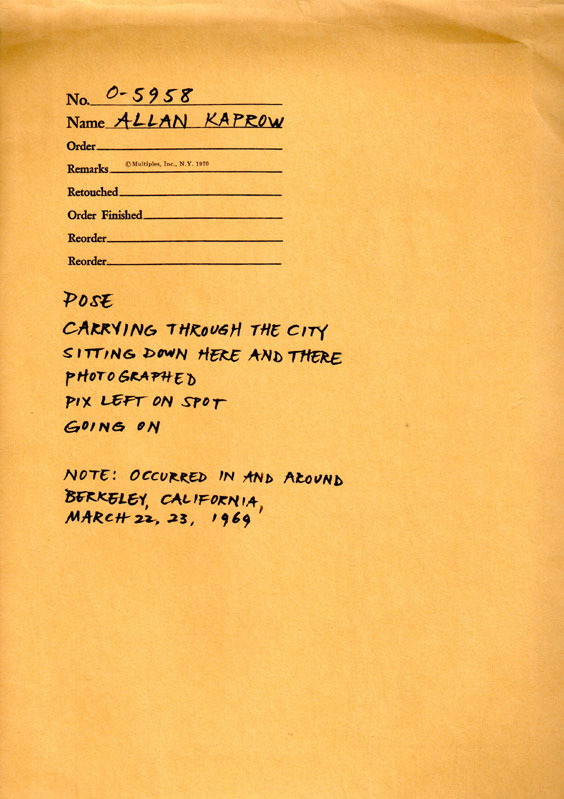 No. 0-5958
Name ALLAN KAPROW
Order
Remarks © Multiples, Inc., N.Y. 1970
Retouched
Order Finished
Reorder
Reorder
POSE
CARRYING THROUGH THE CITY
SITTING DOWN HERE AND THERE
PHOTOGRAPHED
PIX LEFT ON SPOT
GOING ON
NOTE: OCCURRED IN AND AROUND
BERKELEY, CALIFORNIA,
MARCH 22, 23, 1969